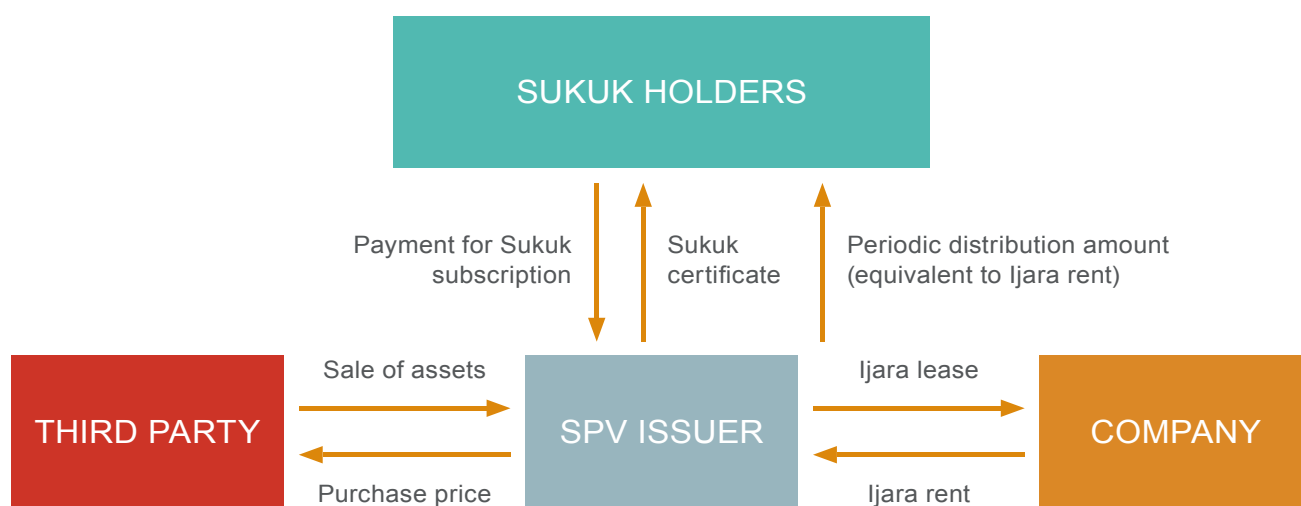 SUKUK HOLDERS
Payment for Sukuk
subscription
Sukuk
certificate
Periodic distribution amount
(equivalent to Ijara rent)
THIRD PARTY
Sale of assets
Purchase price
SPV ISSUER
Ijara lease
Ijara rent
COMPANY